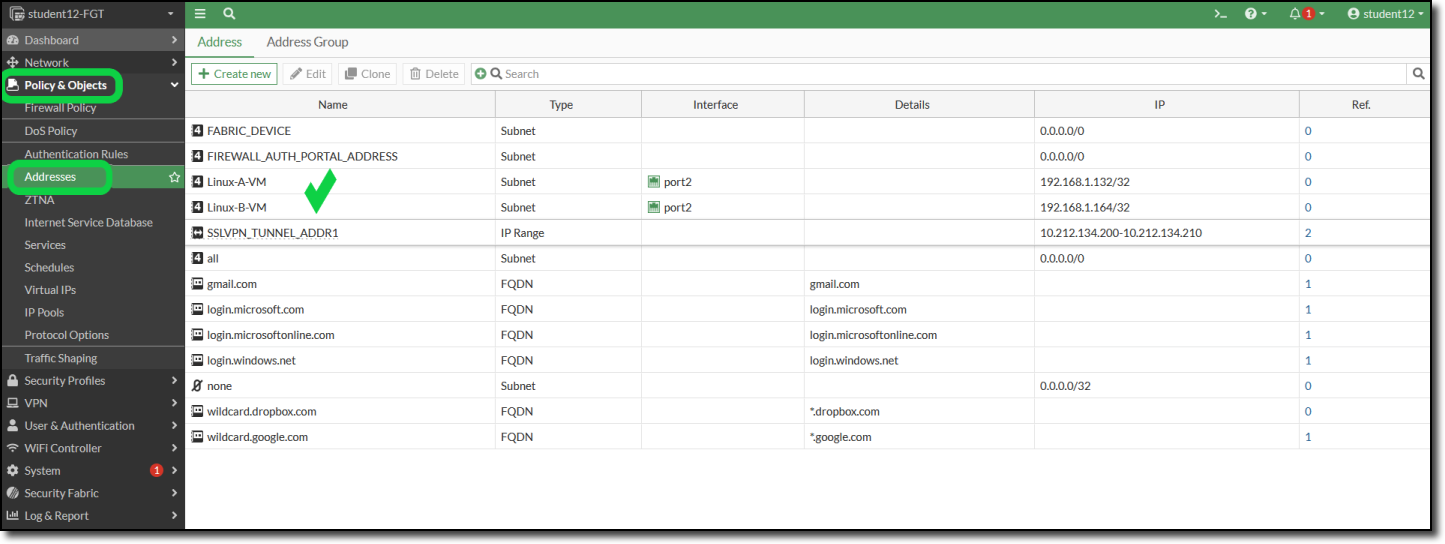 student12-FGT
1
student12
Dashboard
Network
Policy & Objects
Firewall Policy
DoS Policy
Authentication Rules
Addresses
ZTNA
Internet Service Database
Services
Schedules
Virtual IPs
IP Pools
Protocol Options
Traffic Shaping
Security Profiles
VPN
User & Authentication
WiFi Controller
System 1
Security Fabric
Log & Report
Address Address Group
Create new Edit Clone Delete Search
Name Type Interface Details IP Ref.
4 FABRIC_DEVICE Subnet 0.0.0.0/0 0
4 FIREWALL_AUTH_PORTAL_ADDRESS Subnet 0.0.0.0/0 0
4 Linux-A-VM Subnet port2 192.168.1.132/32 0
4 Linux-B-VM Subnet port2 192.168.1.164/32 0
SSLVPN_TUNNEL_ADDR1 IP Range 10.212.134.200-10.212.134.210 2
4 all Subnet 0.0.0.0/0 0
gmail.com FQDN gmail.com 1
login.microsoft.com FQDN login.microsoft.com 1
login.microsoftonline.com FQDN login.microsoftonline.com 1
login.windows.net FQDN login.windows.net 1
none Subnet 0.0.0.0/32 0
wildcard.dropbox.com FQDN *.dropbox.com 0
wildcard.google.com FQDN *.google.com 1